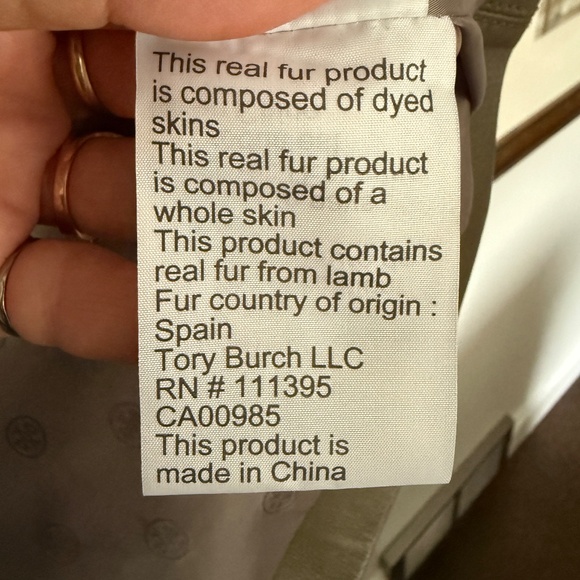 This real fur product
is composed of dyed
skins
This real fur product
is composed of a
whole skin
This product contains
real fur from lamb
Fur country of origin :
Spain
Tory Burch LLC
RN # 111395
CA00985
This product is
made in China